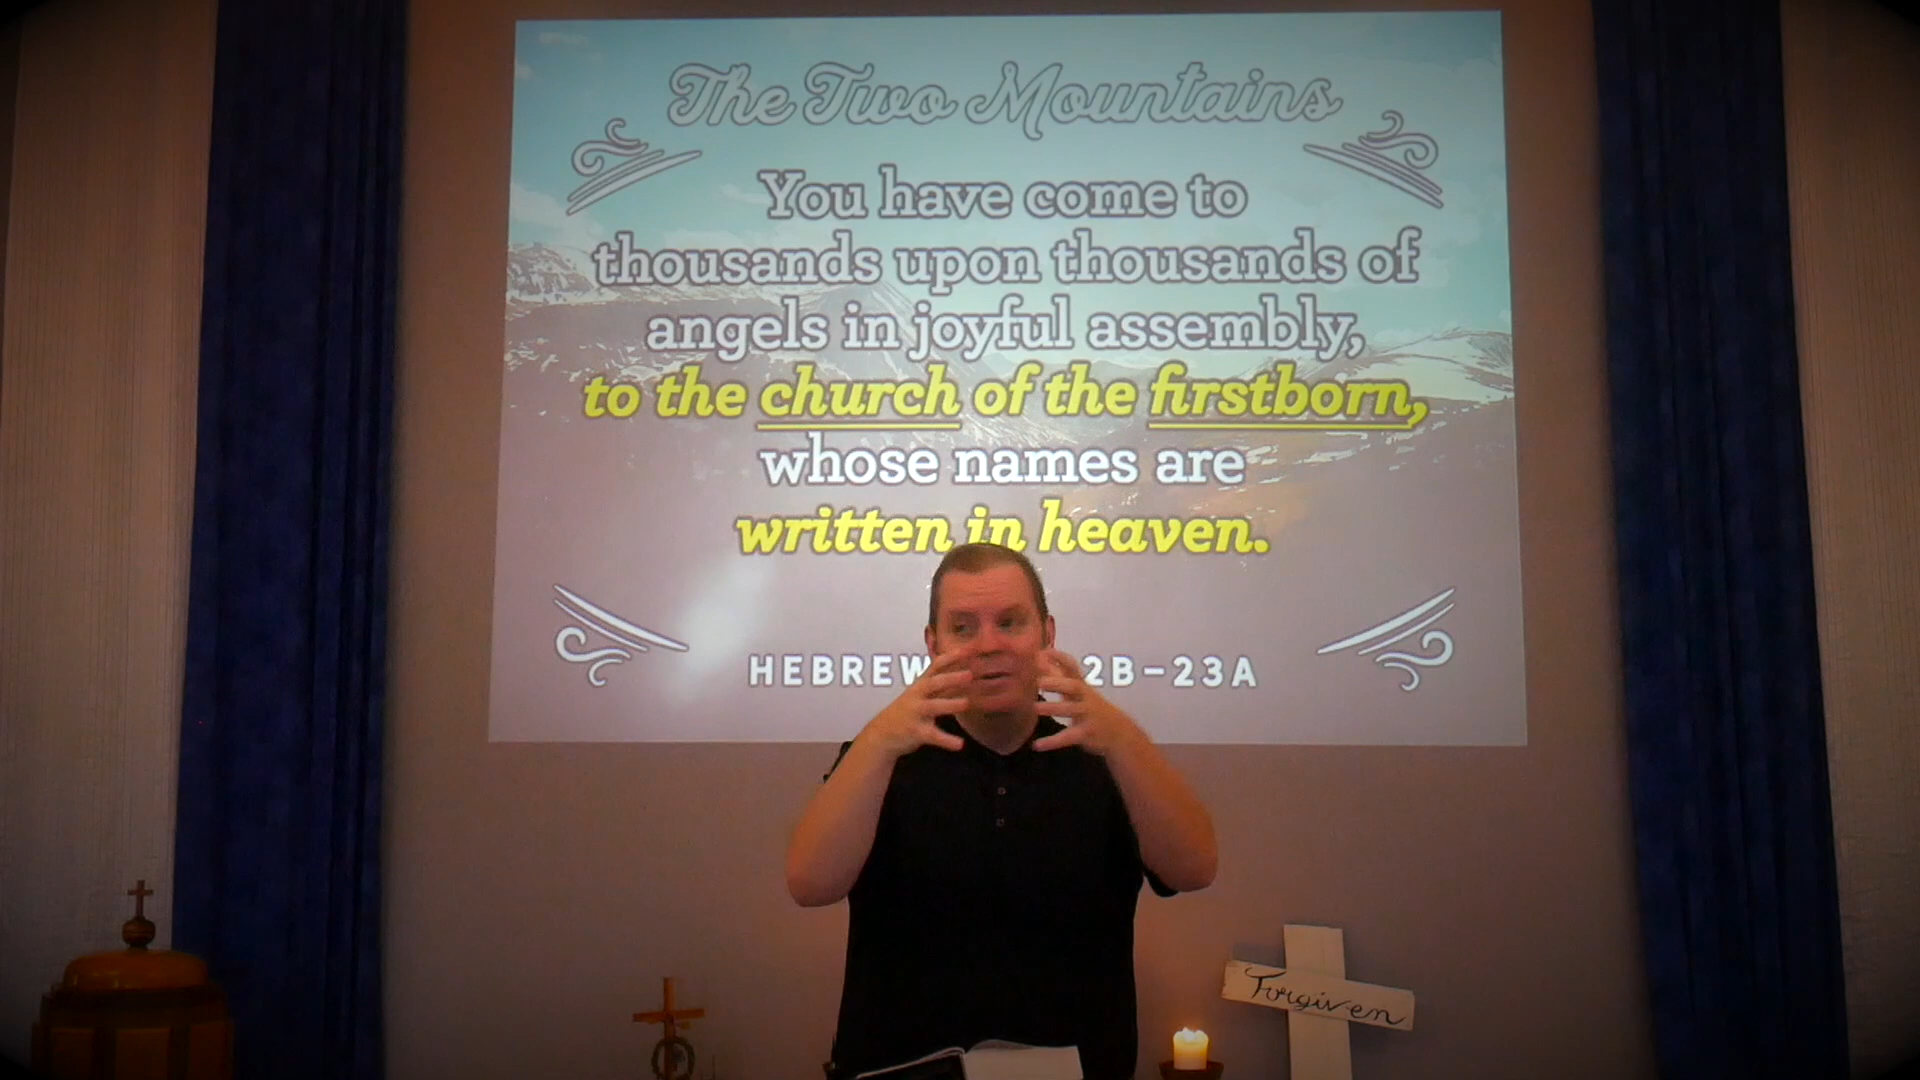 The Two Mountains
You have come to
thousands upon thousands of
angels in joyful assembly,
to the church of the firstborn,
whose names are
written in heaven.
2B-23A
Forgiven